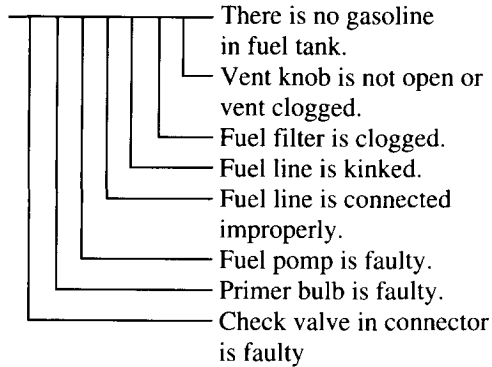 There is no gasoline
in fuel tank.
Vent knob is not open or
vent clogged.
Fuel filter is clogged.
Fuel line is kinked.
Fuel line is connected
improperly.
Fuel pomp is faulty.
Primer bulb is faulty.
Check valve in connector
is faulty